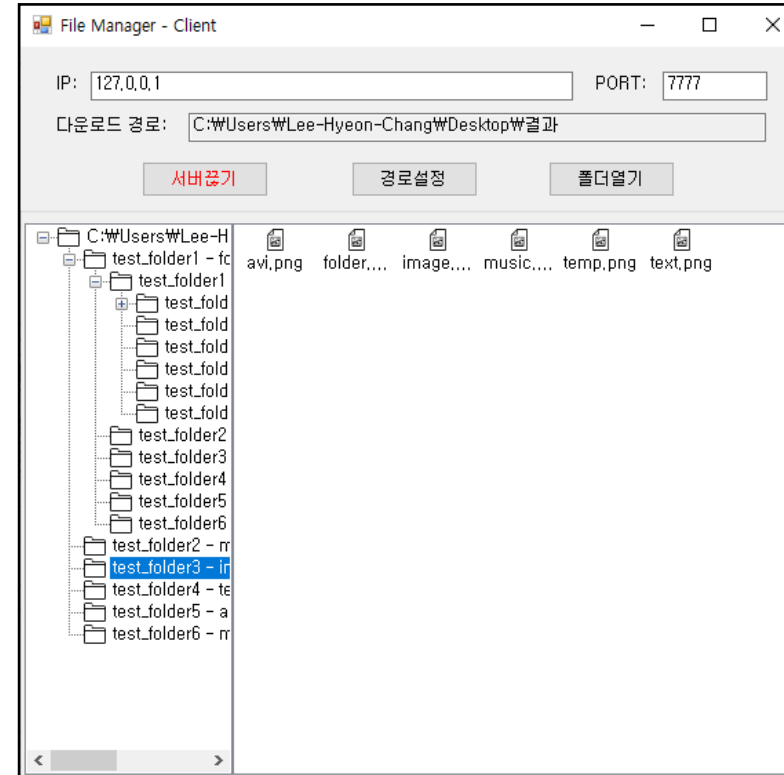 File Manager - Client
IP: 127,0,0,1 PORT: 7777
다운로드 경로: C:₩Users₩Lee-Hyeon-Chang₩Desktop₩결과
서버끊기 경로설정 폴더열기
C:₩Users₩Lee-H
test_folder1 - fc
test_folder1
test_fold
test_fold
test_fold
test_fold
test_fold
test_fold
test_folder2
test_folder3
test_folder4
test_folder5
test_folder6
test_folder2 - m
test_folder3 - in
test_folder4 - te
test_folder5 - a
test_folder6 - m
avi,png folder,... image,... music,... temp,png text,png